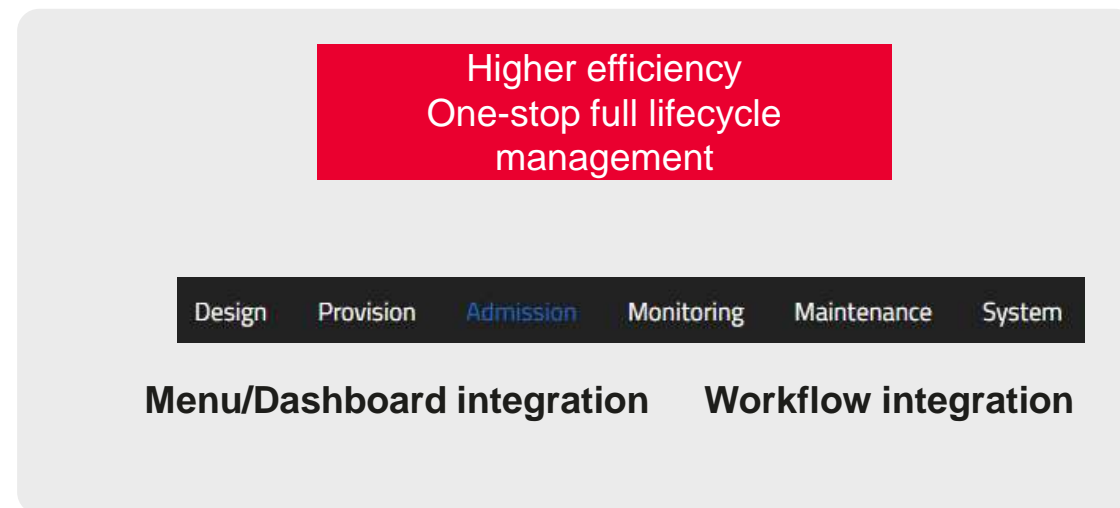 Higher efficiency
One-stop full lifecycle
management
Design Provision Admission Monitoring Maintenance System
Menu/Dashboard integration Workflow integration